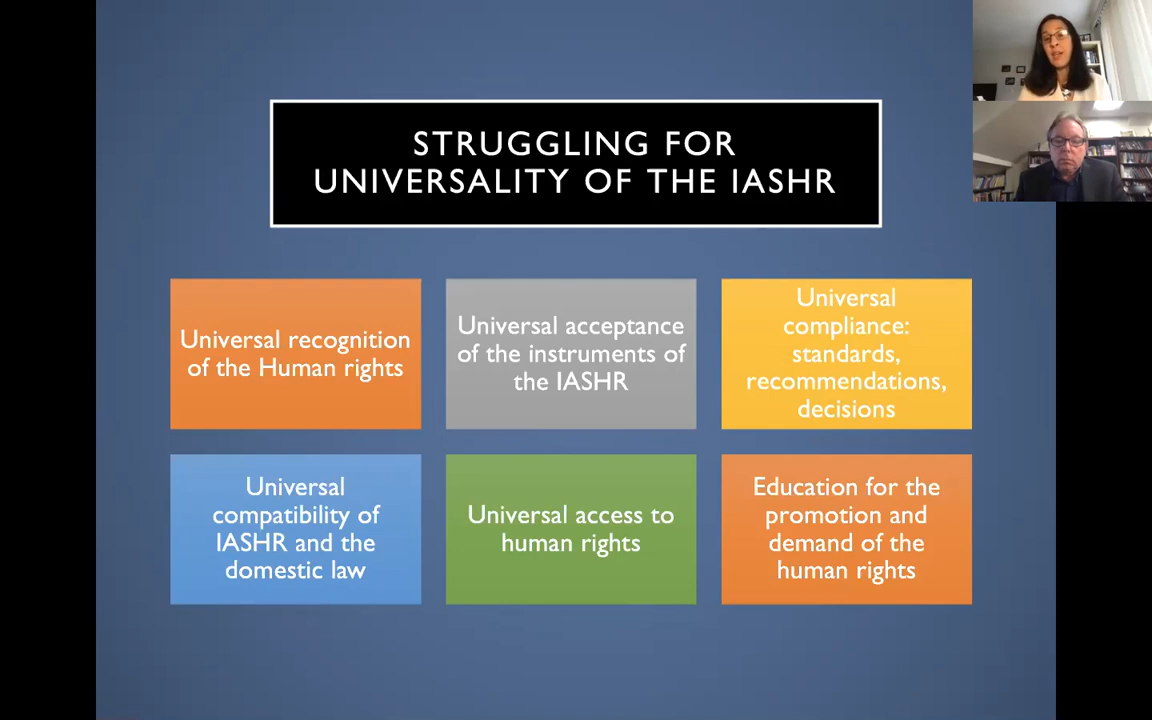 STRUGGLING FOR
UNIVERSALITY OF THE IASHR
Universal recognition
of the Human rights
Universal acceptance
of the instruments of
the IASHR
Universal
compliance:
standards,
recommendations,
decisions
Universal
compatibility of
IASHR and the
domestic law
Universal access to
human rights
Education for the
promotion and
demand of the
human rights